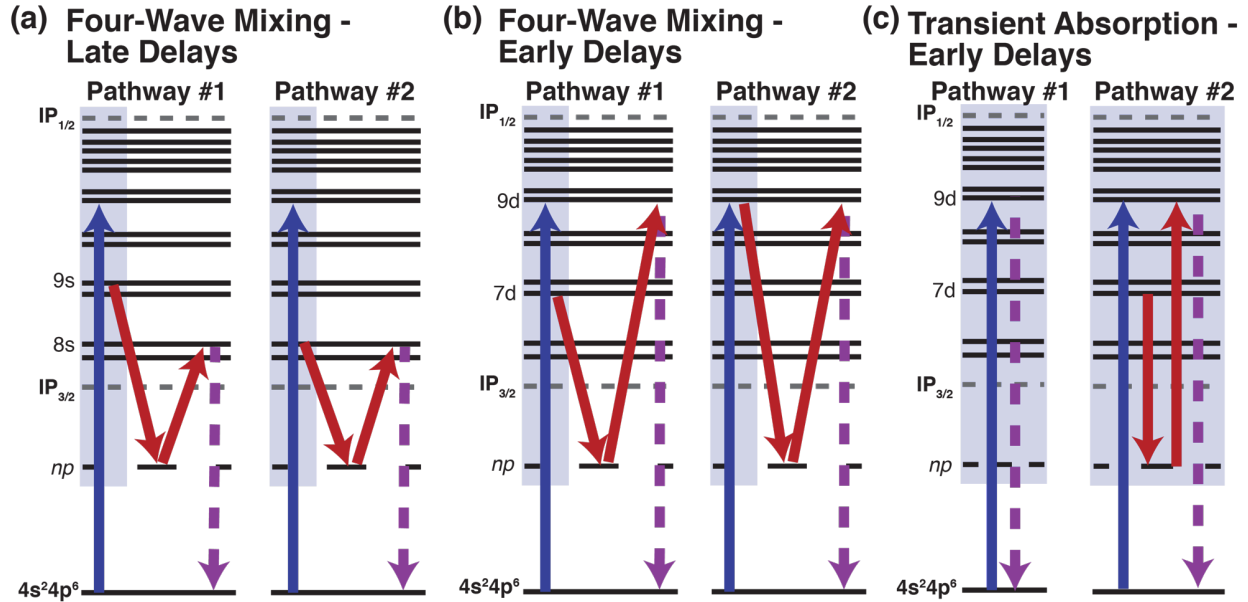 (a) Four-Wave Mixing -
Late Delays
Pathway #1 Pathway #2
IP1/2
9s
8s
IP3/2
np
4s²4p⁶
(b) Four-Wave Mixing -
Early Delays
Pathway #1 Pathway #2
IP1/2
9d
7d
IP3/2
np
4s²4p⁶
(c) Transient Absorption -
Early Delays
Pathway #1 Pathway #2
IP1/2
9d
7d
IP3/2
np
4s²4p⁶